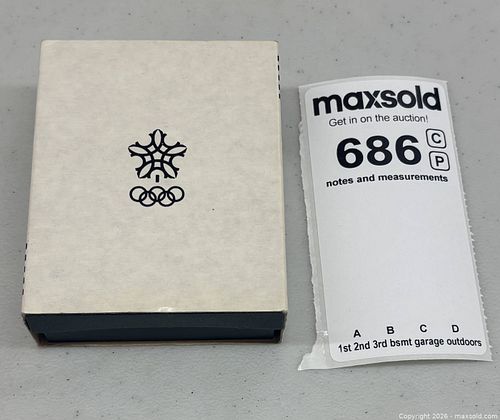 maxsold
Get in on the auction!
686 C
P
notes and measurements
A B C D
1st 2nd 3rd bsmt garage outdoors
Copyright 2026 - maxsold.com